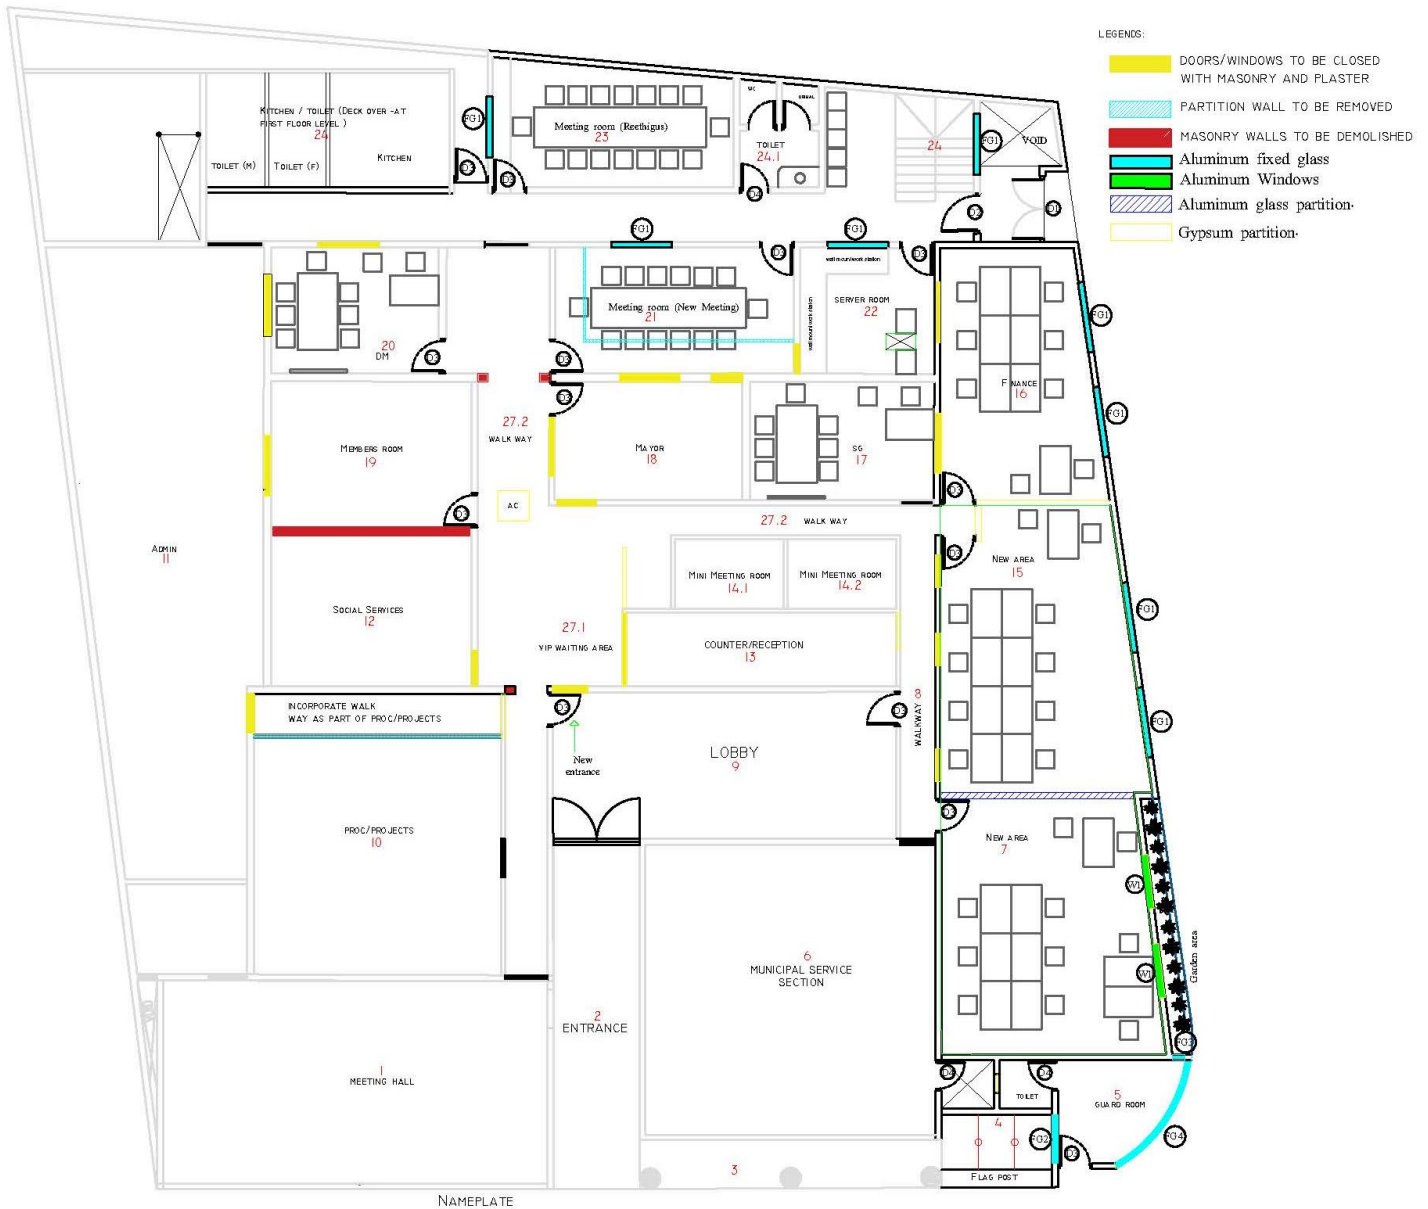 LEGENDS:
DOORS/WINDOWS TO BE CLOSED
WITH MASONRY AND PLASTER
PARTITION WALL TO BE REMOVED
MASONRY WALLS TO BE DEMOLISHED
Aluminum fixed glass
Aluminum Windows
Aluminum glass partition.
Gypsum partition.
KITCHEN / TOILET (DECK OVER -AT
FIRST FLOOR LEVEL )
24
TOILET (M)
TOILET (F)
KITCHEN
FG1
D3
D3
Meeting room (Reethigus)
23
WC
TOILET
24.1
D4
24
FG1
VOID
D2
D1
FG1
FG1
D2
D3
20
DM
D3
Meeting room (New Meeting)
21
D3
SERVER ROOM
22
FINANCE
16
FG1
FG1
D3
27.2
WALK WAY
MEMBERS ROOM
19
D3
AC
D3
MAYOR
18
SG
17
27.2 WALK WAY
ADMIN
11
SOCIAL SERVICES
12
MINI MEETING ROOM
14.1
MINI MEETING ROOM
14.2
D3
NEW AREA
15
FG1
FG1
27.1
VIP WAITING AREA
COUNTER/RECEPTION
13
INCORPORATE WALK
WAY AS PART OF PROC/PROJECTS
D3
New
entrance
LOBBY
9
D3
WALKWAY 8
PROC/PROJECTS
10
NEW AREA
7
W1
W1
Garden area
6
MUNICIPAL SERVICE
SECTION
2
ENTRANCE
1
MEETING HALL
D4
D4
TOILET
5
GUARD ROOM
4
FG2
D3
FG4
FLAG POST
3
NAMEPLATE